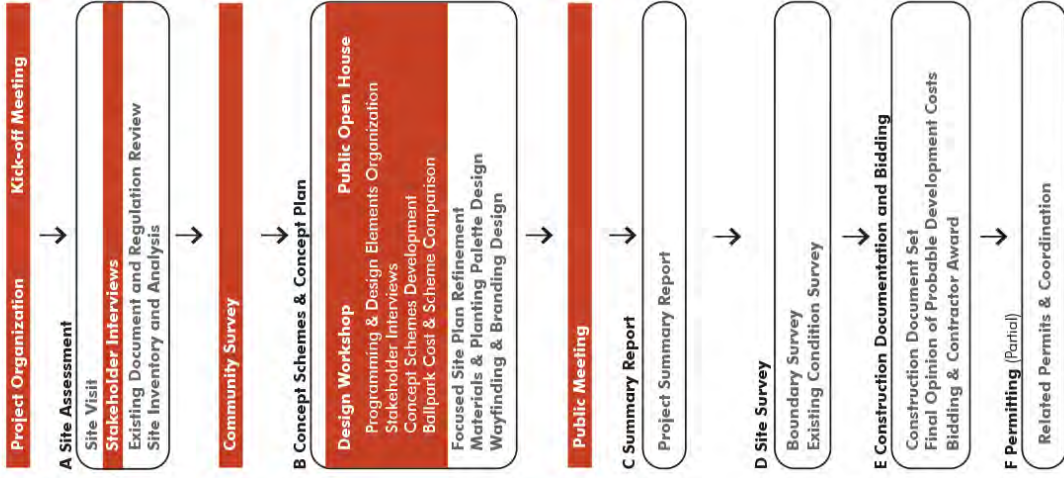 Project Organization Kick-off Meeting
A Site Assessment
Site Visit
Stakeholder Interviews
Existing Document and Regulation Review
Site Inventory and Analysis
Community Survey
B Concept Schemes & Concept Plan
Design Workshop Public Open House
Programming & Design Elements Organization
Stakeholder Interviews
Concept Schemes Development
Ballpark Cost & Scheme Comparison
Focused Site Plan Refinement
Materials & Planting Palette Design
Wayfinding & Branding Design
Public Meeting
C Summary Report
Project Summary Report
D Site Survey
Boundary Survey
Existing Condition Survey
E Construction Documentation and Bidding
Construction Document Set
Final Opinion of Probable Development Costs
Bidding & Contractor Award
F Permitting (Partial)
Related Permits & Coordination